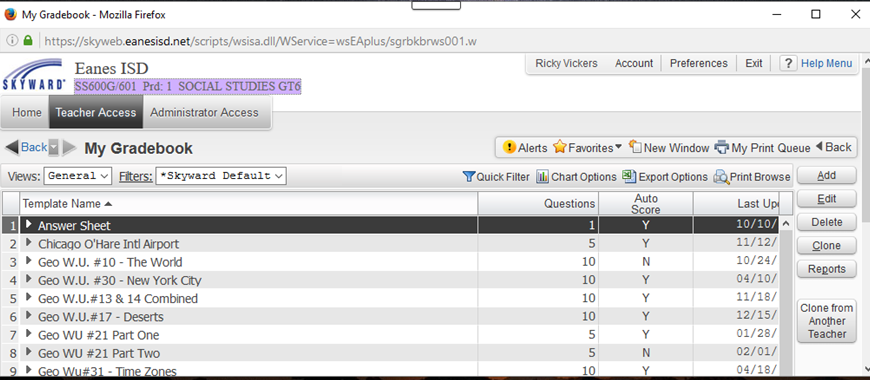 My Gradebook - Mozilla Firefox
https://skyweb.eanesisd.net/scripts/wsisa.dll/WService=wsEAplus/sgrbkbrws001.w
SKYWARD®
Eanes ISD
SS600G/601 Prd: 1 SOCIAL STUDIES GT6
Ricky Vickers Account Preferences Exit ? Help Menu
Home Teacher Access Administrator Access
Back My Gradebook Alerts Favorites New Window My Print Queue Back
Views: General Filters: *Skyward Default Quick Filter Chart Options Export Options Print Browse
Template Name Questions Auto Score Last Upd
1 Answer Sheet 1 Y 10/10/
2 Chicago O'Hare Intl Airport 5 Y 11/12/
3 Geo W.U. #10 - The World 10 N 10/24/
4 Geo W.U. #30 - New York City 10 Y 04/10/
5 Geo W.U.#13 & 14 Combined 10 Y 11/18/
6 Geo W.U.#17 - Deserts 10 Y 12/15/
7 Geo WU #21 Part One 5 Y 01/28/
8 Geo WU #21 Part Two 5 N 02/01/
9 Geo Wu#31 - Time Zones 10 Y 04/18/
Add
Edit
Delete
Clone
Reports
Clone from
Another
Teacher